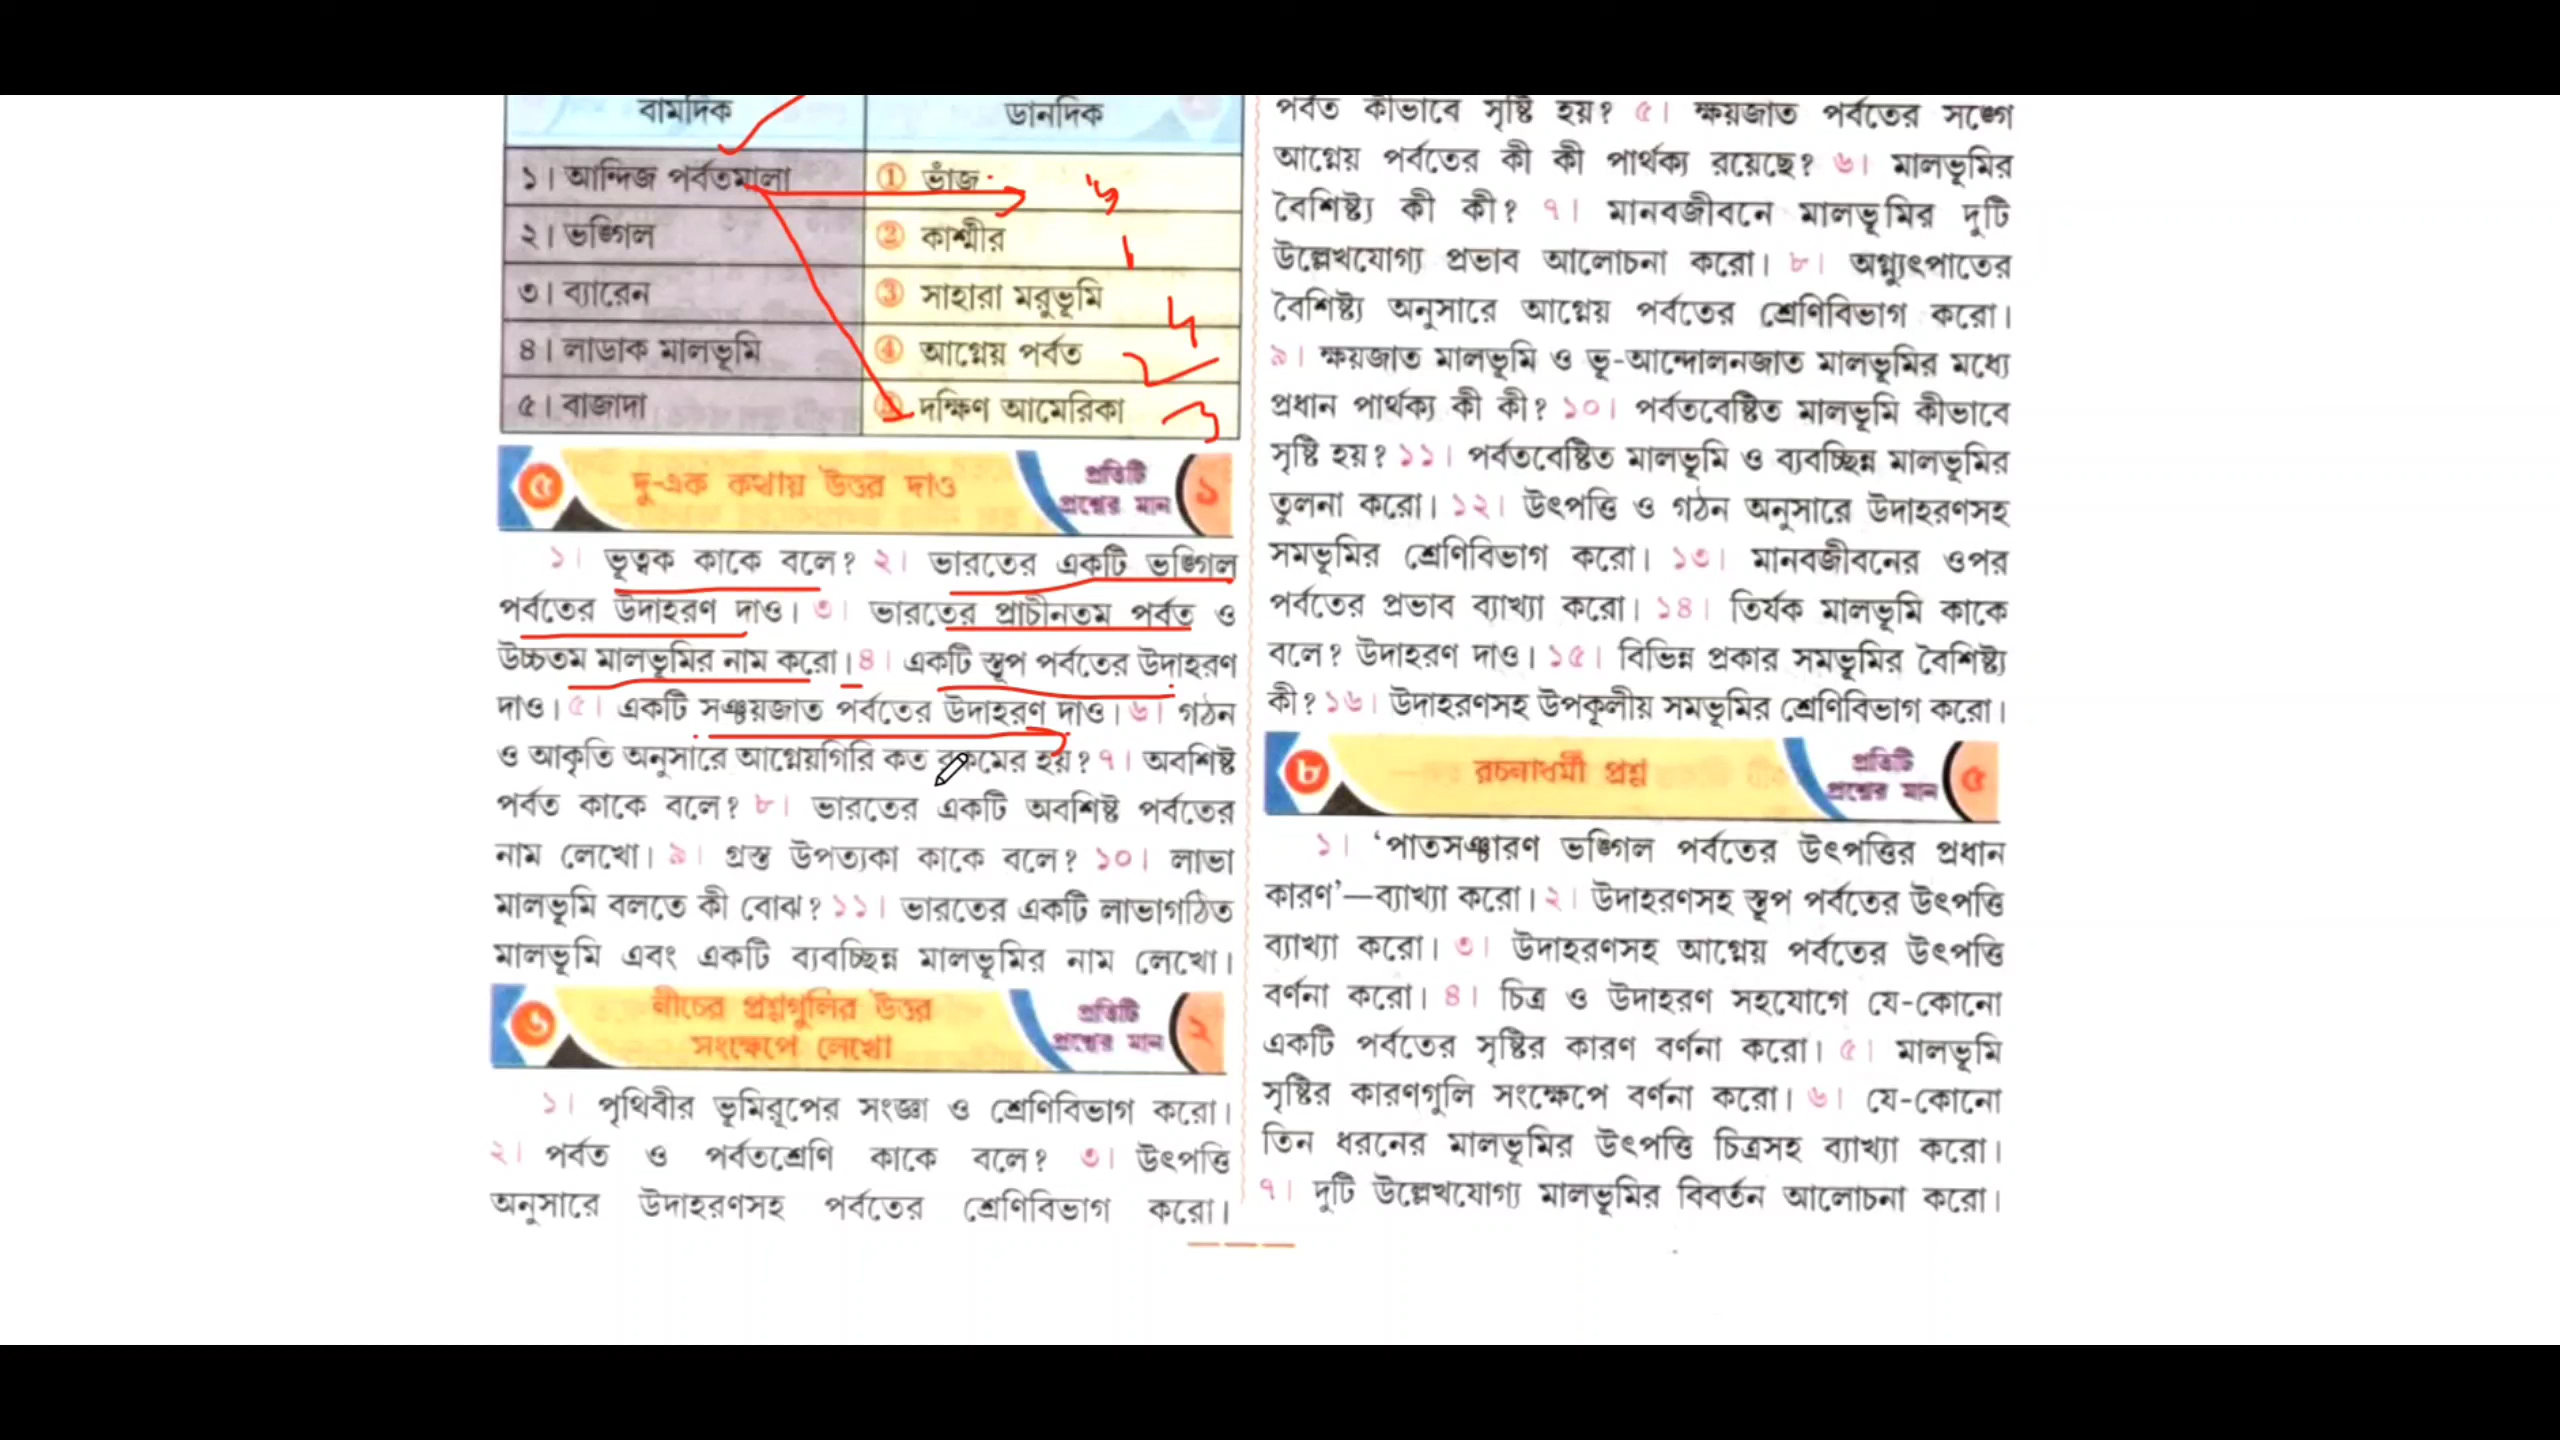 বামদিক ডানদিক
১। আন্দিজ পর্বতমালা ① ভাঁজ
২। ভঙ্গিল ② কাশ্মীর ১
৩। ব্যারেন ③ সাহারা মরুভূমি ৭
৪। লাডাক মালভূমি ④ আগ্নেয় পর্বত
৫। বাজাদা দক্ষিণ আমেরিকা 3
৫ দু-এক কথায় উত্তর দাও প্রতিটি প্রশ্নের মান ১
১। ভূত্বক কাকে বলে? ২। ভারতের একটি ভঙ্গিল
পর্বতের উদাহরণ দাও। ৩। ভারতের প্রাচীনতম পর্বত ও
উচ্চতম মালভূমির নাম করো। ৪। একটি স্তূপ পর্বতের উদাহরণ
দাও। ৫। একটি সঞ্চয়জাত পর্বতের উদাহরণ দাও। ৬। গঠন
ও আকৃতি অনুসারে আগ্নেয়গিরি কত রকমের হয়? ৭। অবশিষ্ট
পর্বত কাকে বলে? ৮। ভারতের একটি অবশিষ্ট পর্বতের
নাম লেখো। ৯। গ্রস্ত উপত্যকা কাকে বলে? ১০। লাভা
মালভূমি বলতে কী বোঝ? ১১। ভারতের একটি লাভাগঠিত
মালভূমি এবং একটি ব্যবচ্ছিন্ন মালভূমির নাম লেখো।
৬ নীচের প্রশ্নগুলির উত্তর প্রতিটি
সংক্ষেপে লেখো প্রশ্নের মান ২
১। পৃথিবীর ভূমিরূপের সংজ্ঞা ও শ্রেণিবিভাগ করো।
২। পর্বত ও পর্বতশ্রেণি কাকে বলে? ৩। উৎপত্তি
অনুসারে উদাহরণসহ পর্বতের শ্রেণিবিভাগ করো।
পর্বত কীভাবে সৃষ্টি হয়? ৫। ক্ষয়জাত পর্বতের সঙ্গে
আগ্নেয় পর্বতের কী কী পার্থক্য রয়েছে? ৬। মালভূমির
বৈশিষ্ট্য কী কী? ৭। মানবজীবনে মালভূমির দুটি
উল্লেখযোগ্য প্রভাব আলোচনা করো। ৮। অগ্ন্যুৎপাতের
বৈশিষ্ট্য অনুসারে আগ্নেয় পর্বতের শ্রেণিবিভাগ করো।
৯। ক্ষয়জাত মালভূমি ও ভূ-আন্দোলনজাত মালভূমির মধ্যে
প্রধান পার্থক্য কী কী? ১০। পর্বতবেষ্টিত মালভূমি কীভাবে
সৃষ্টি হয়? ১১। পর্বতবেষ্টিত মালভূমি ও ব্যবচ্ছিন্ন মালভূমির
তুলনা করো। ১২। উৎপত্তি ও গঠন অনুসারে উদাহরণসহ
সমভূমির শ্রেণিবিভাগ করো। ১৩। মানবজীবনের ওপর
পর্বতের প্রভাব ব্যাখ্যা করো। ১৪। তির্যক মালভূমি কাকে
বলে? উদাহরণ দাও। ১৫। বিভিন্ন প্রকার সমভূমির বৈশিষ্ট্য
কী? ১৬। উদাহরণসহ উপকূলীয় সমভূমির শ্রেণিবিভাগ করো।
৮ রচনাধর্মী প্রশ্ন প্রতিটি প্রশ্নের মান ৫
১। ‘পাতসঞ্চারণ ভঙ্গিল পর্বতের উৎপত্তির প্রধান
কারণ’—ব্যাখ্যা করো। ২। উদাহরণসহ স্তূপ পর্বতের উৎপত্তি
ব্যাখ্যা করো। ৩। উদাহরণসহ আগ্নেয় পর্বতের উৎপত্তি
বর্ণনা করো। ৪। চিত্র ও উদাহরণ সহযোগে যে-কোনো
একটি পর্বতের সৃষ্টির কারণ বর্ণনা করো। ৫। মালভূমি
সৃষ্টির কারণগুলি সংক্ষেপে বর্ণনা করো। ৬। যে-কোনো
তিন ধরনের মালভূমির উৎপত্তি চিত্রসহ ব্যাখ্যা করো।
৭। দুটি উল্লেখযোগ্য মালভূমির বিবর্তন আলোচনা করো।